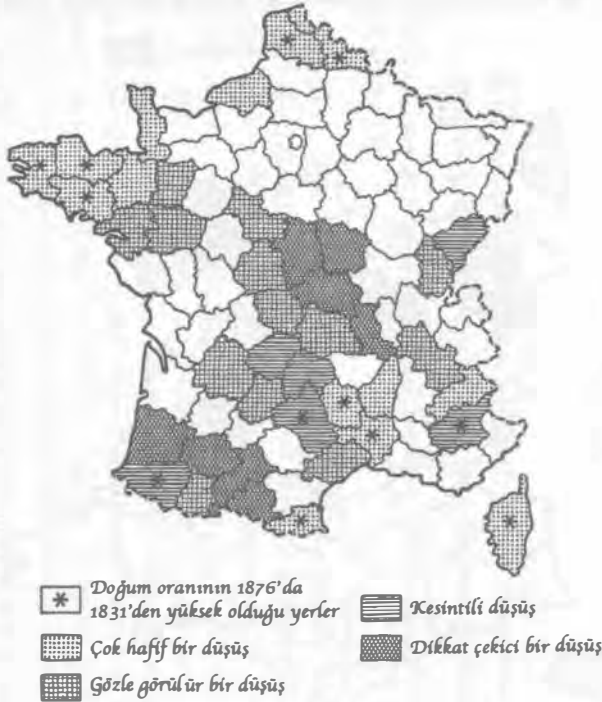 Doğum oranının 1876'da
1831'den yüksek olduğu yerler
Çok hafif bir düşüş
Gözle görülür bir düşüş
Kesintili düşüş
Dikkat çekici bir düşüş